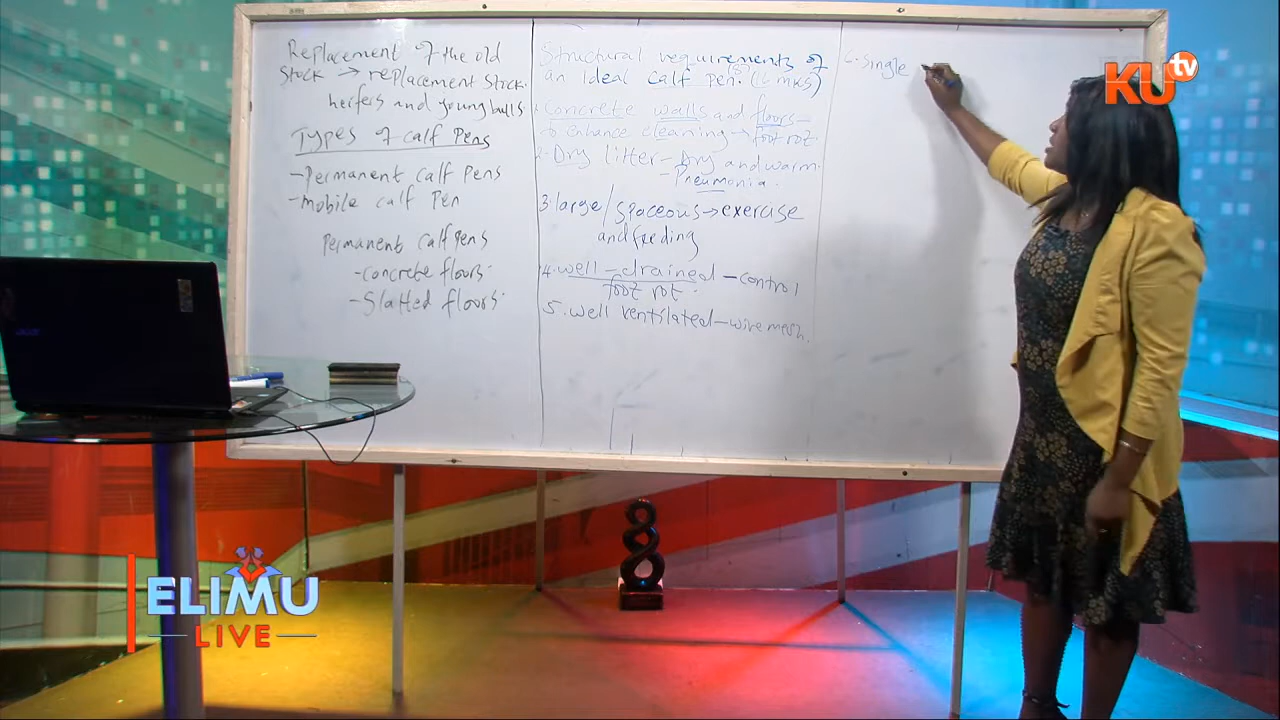 Replacement of the old
stock → replacement stock.
heifers and young bulls
Types of calf Pens
- Permanent calf Pens
- Mobile calf Pen
Permanent calf Pens
- concrete floors
- Slatted floors
Structural requirements of
an ideal calf Pen. mks)
1. Concrete walls and floors -
to enhance cleaning → foot rot.
2. Dry litter - Dry and warm.
- Pneumonia.
3 large/spaceous → exercise
and feeding
4. well-drained - control
foot rot.
5. well ventilated - wire mesh.
6. Single
KU tv
ELIMU
LIVE